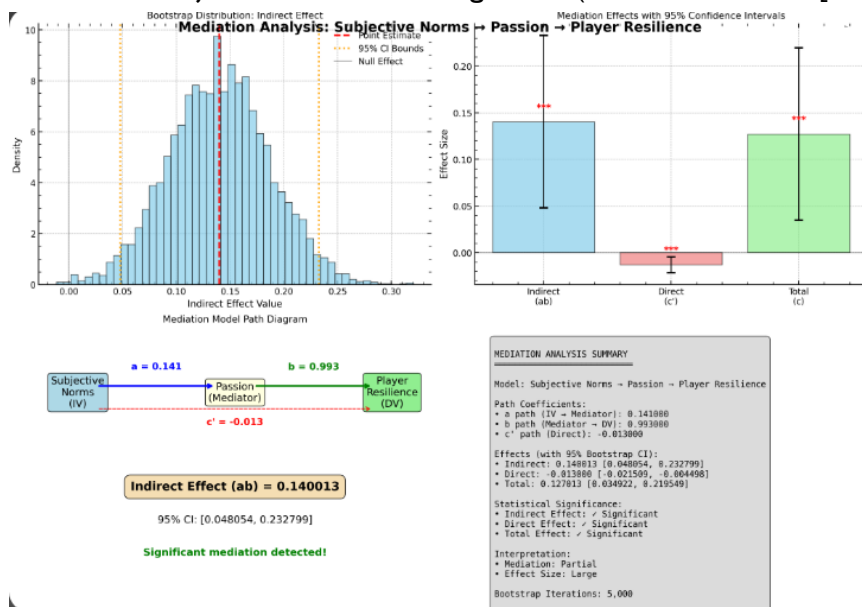 Bootstrap Distribution: Indirect Effect
Mediation Effects with 95% Confidence Intervals
Mediation Analysis: Subjective Norms → Passion → Player Resilience
Point Estimate
95% CI Bounds
Null Effect
10
8
6
4
2
0
Density
0.00 0.05 0.10 0.15 0.20 0.25 0.30
Indirect Effect Value
0.20
0.15
0.10
0.05
0.00
Effect Size
***
***
***
Indirect
(ab)
Direct
(c')
Total
(c)
Mediation Model Path Diagram
a = 0.141
b = 0.993
Subjective
Norms
(IV)
Passion
(Mediator)
Player
Resilience
(DV)
c' = -0.013
Indirect Effect (ab) = 0.140013
95% CI: [0.048054, 0.232799]
Significant mediation detected!
MEDIATION ANALYSIS SUMMARY
Model: Subjective Norms → Passion → Player Resilience
Path Coefficients:
• a path (IV → Mediator): 0.141000
• b path (Mediator → DV): 0.993000
• c' path (Direct): -0.013000
Effects (with 95% Bootstrap CI):
• Indirect: 0.140013 [0.048054, 0.232799]
• Direct: -0.013000 [-0.021509, -0.004498]
• Total: 0.127013 [0.034922, 0.219549]
Statistical Significance:
• Indirect Effect: ✓ Significant
• Direct Effect: ✓ Significant
• Total Effect: ✓ Significant
Interpretation:
• Mediation: Partial
• Effect Size: Large
Bootstrap Iterations: 5,000